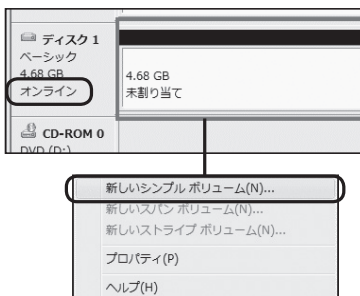 ディスク 1
ベーシック
4.68 GB
オンライン
4.68 GB
未割り当て
CD-ROM 0
DVD (D:)
新しいシンプル ボリューム(N)...
新しいスパン ボリューム(N)...
新しいストライプ ボリューム(N)...
プロパティ(P)
ヘルプ(H)